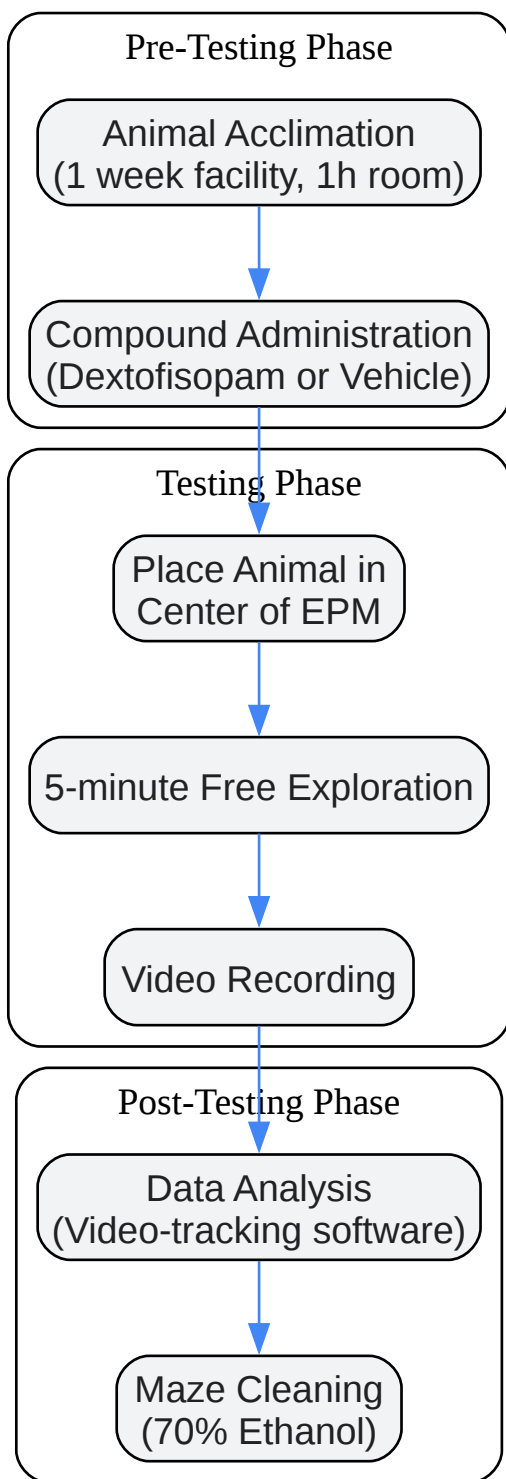 Pre-Testing Phase
Animal Acclimation
(1 week facility, 1h room)
Compound Administration
(Dextofisopam or Vehicle)
Testing Phase
Place Animal in
Center of EPM
5-minute Free Exploration
Video Recording
Post-Testing Phase
Data Analysis
(Video-tracking software)
Maze Cleaning
(70% Ethanol)